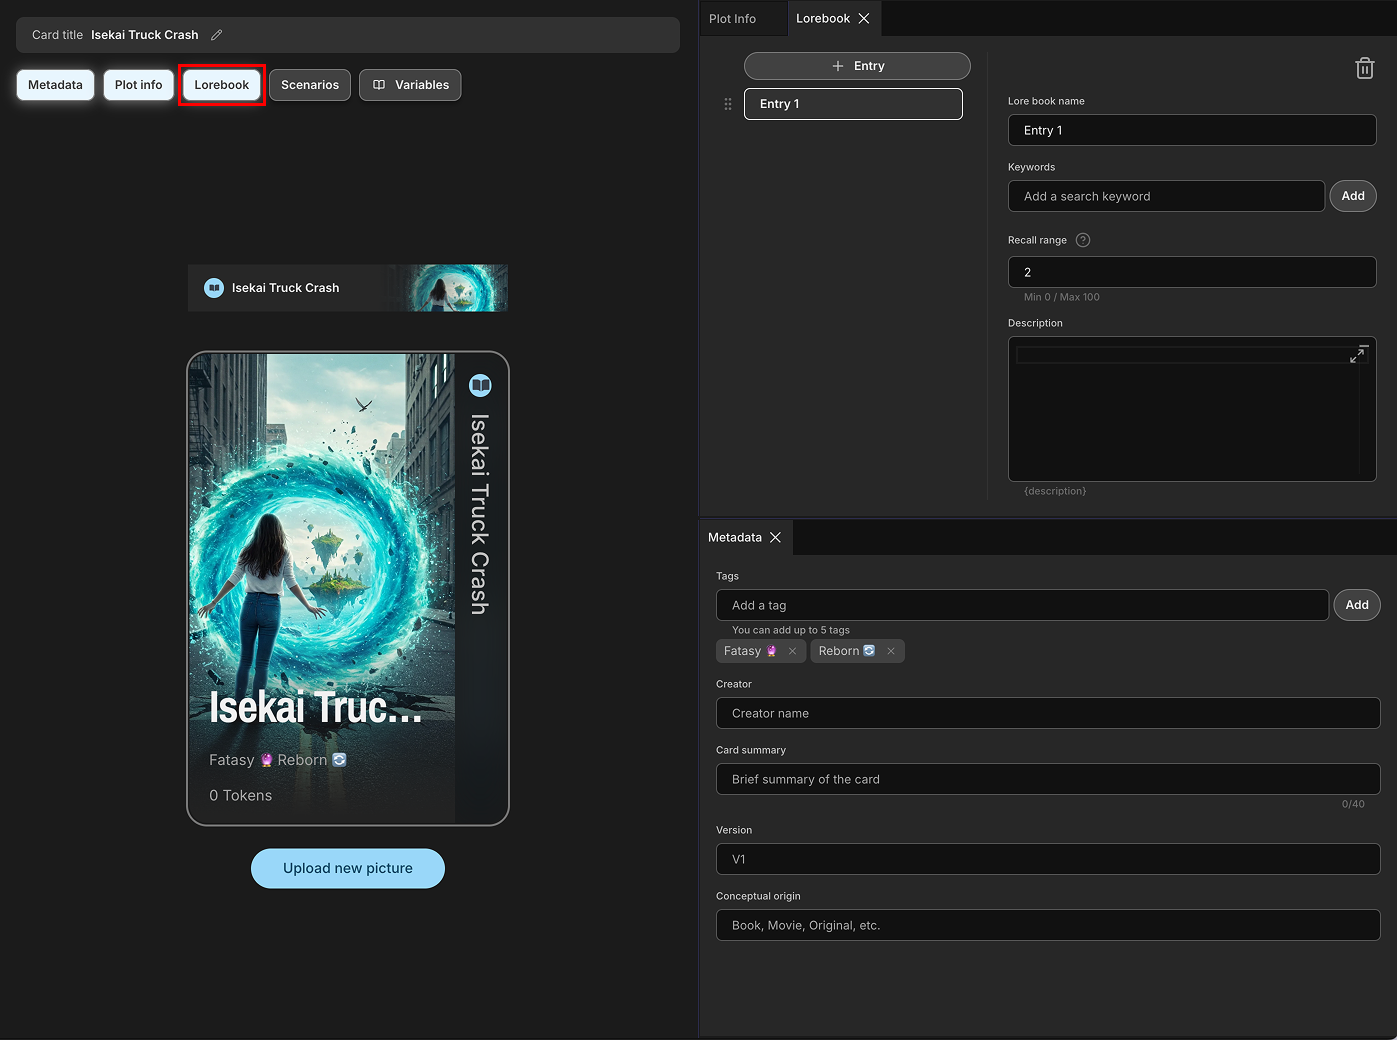 Card title Isekai Truck Crash
Metadata
Plot info
Lorebook
Scenarios
Variables
Isekai Truck Crash
Isekai Truck Crash
Isekai Truc...
Fatasy 🔮 Reborn 🔄
0 Tokens
Upload new picture
Plot Info
Lorebook
+ Entry
Entry 1
Lore book name
Entry 1
Keywords
Add a search keyword
Add
Recall range ?
2
Min 0 / Max 100
Description
{description}
Metadata
Tags
Add a tag
Add
You can add up to 5 tags
Fatasy 🔮
Reborn 🔄
Creator
Creator name
Card summary
Brief summary of the card
0/40
Version
V1
Conceptual origin
Book, Movie, Original, etc.